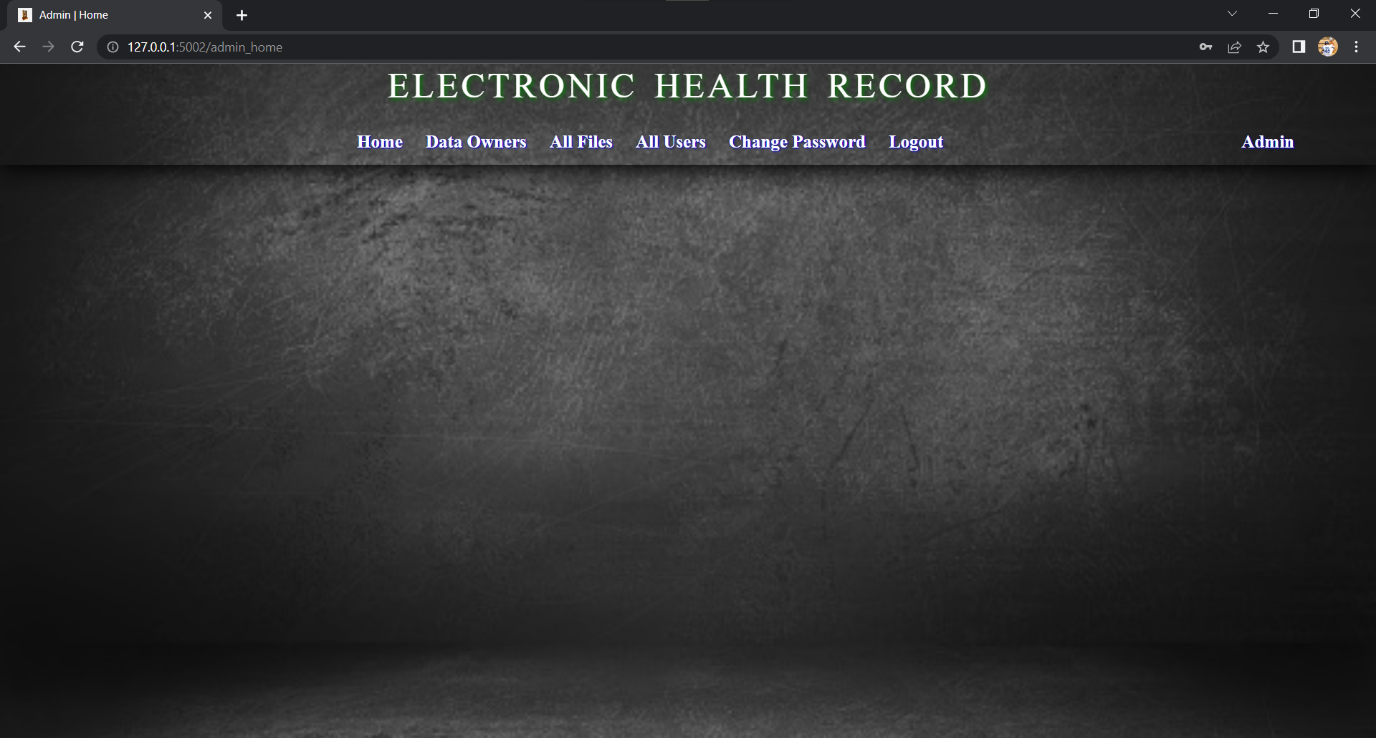 Admin | Home
127.0.0.1:5002/admin_home
ELECTRONIC HEALTH RECORD
Home Data Owners All Files All Users Change Password Logout Admin